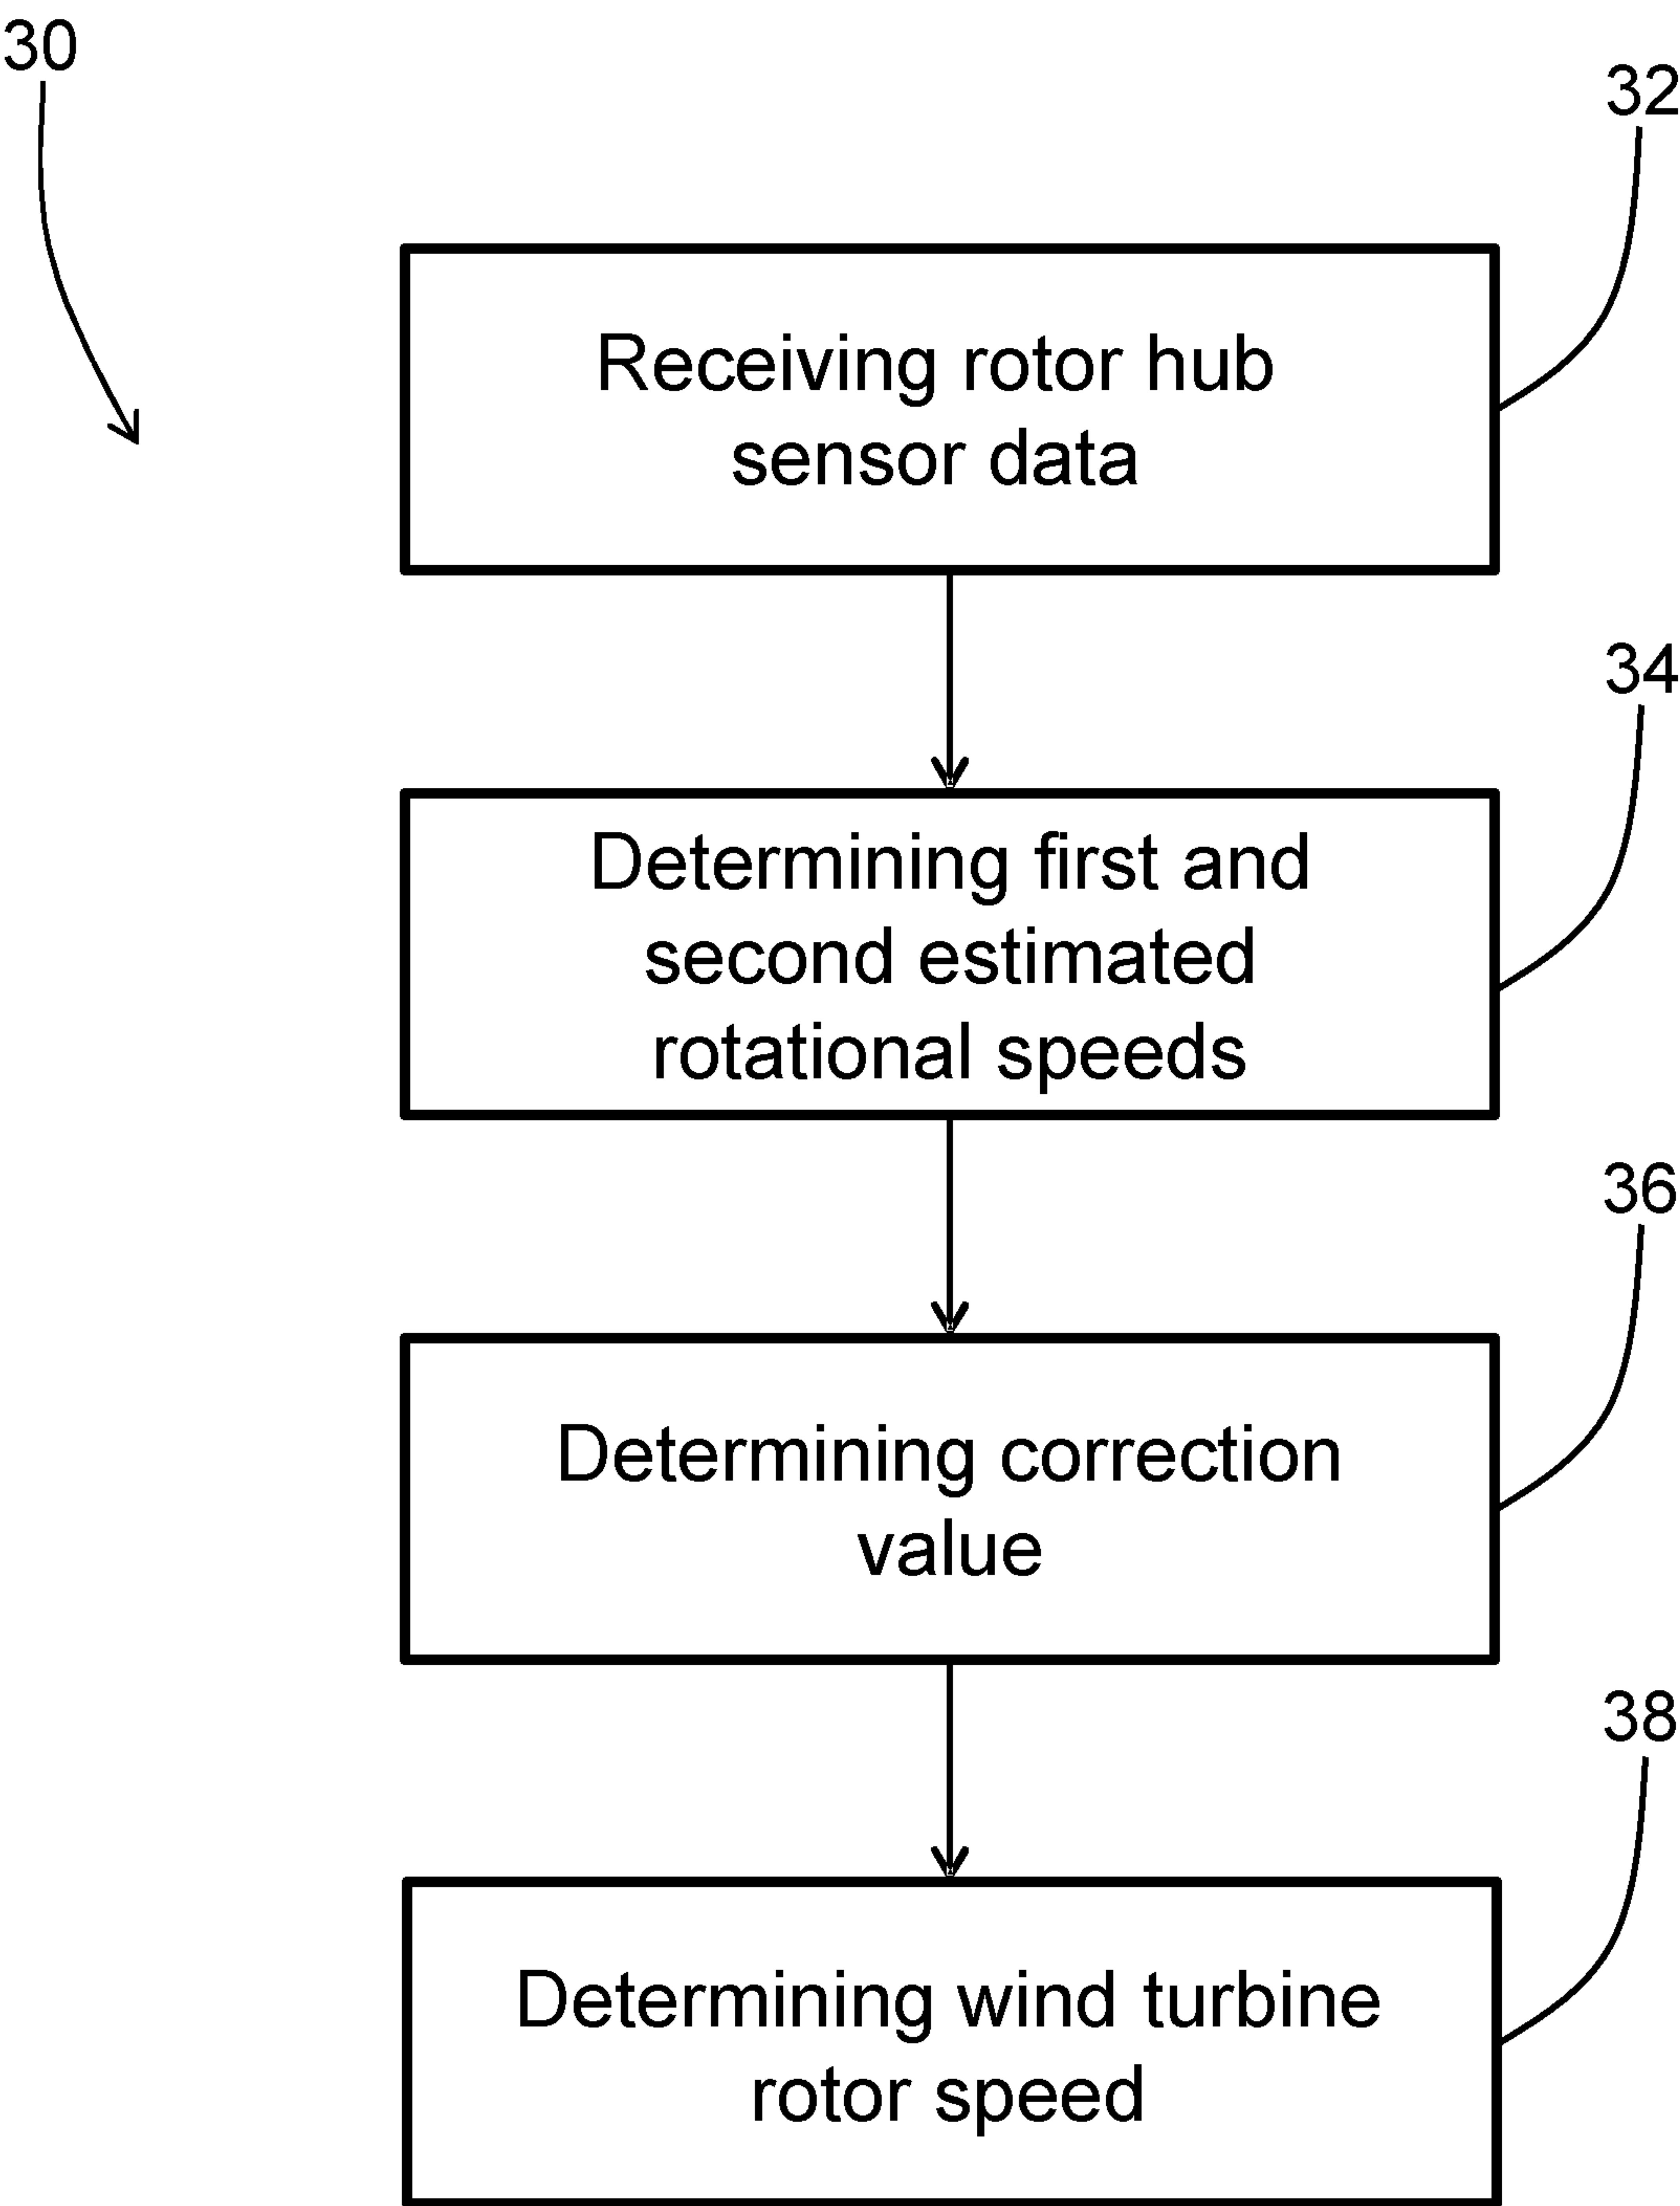 30
32
Receiving rotor hub
sensor data
34
Determining first and
second estimated
rotational speeds
36
Determining correction
value
38
Determining wind turbine
rotor speed